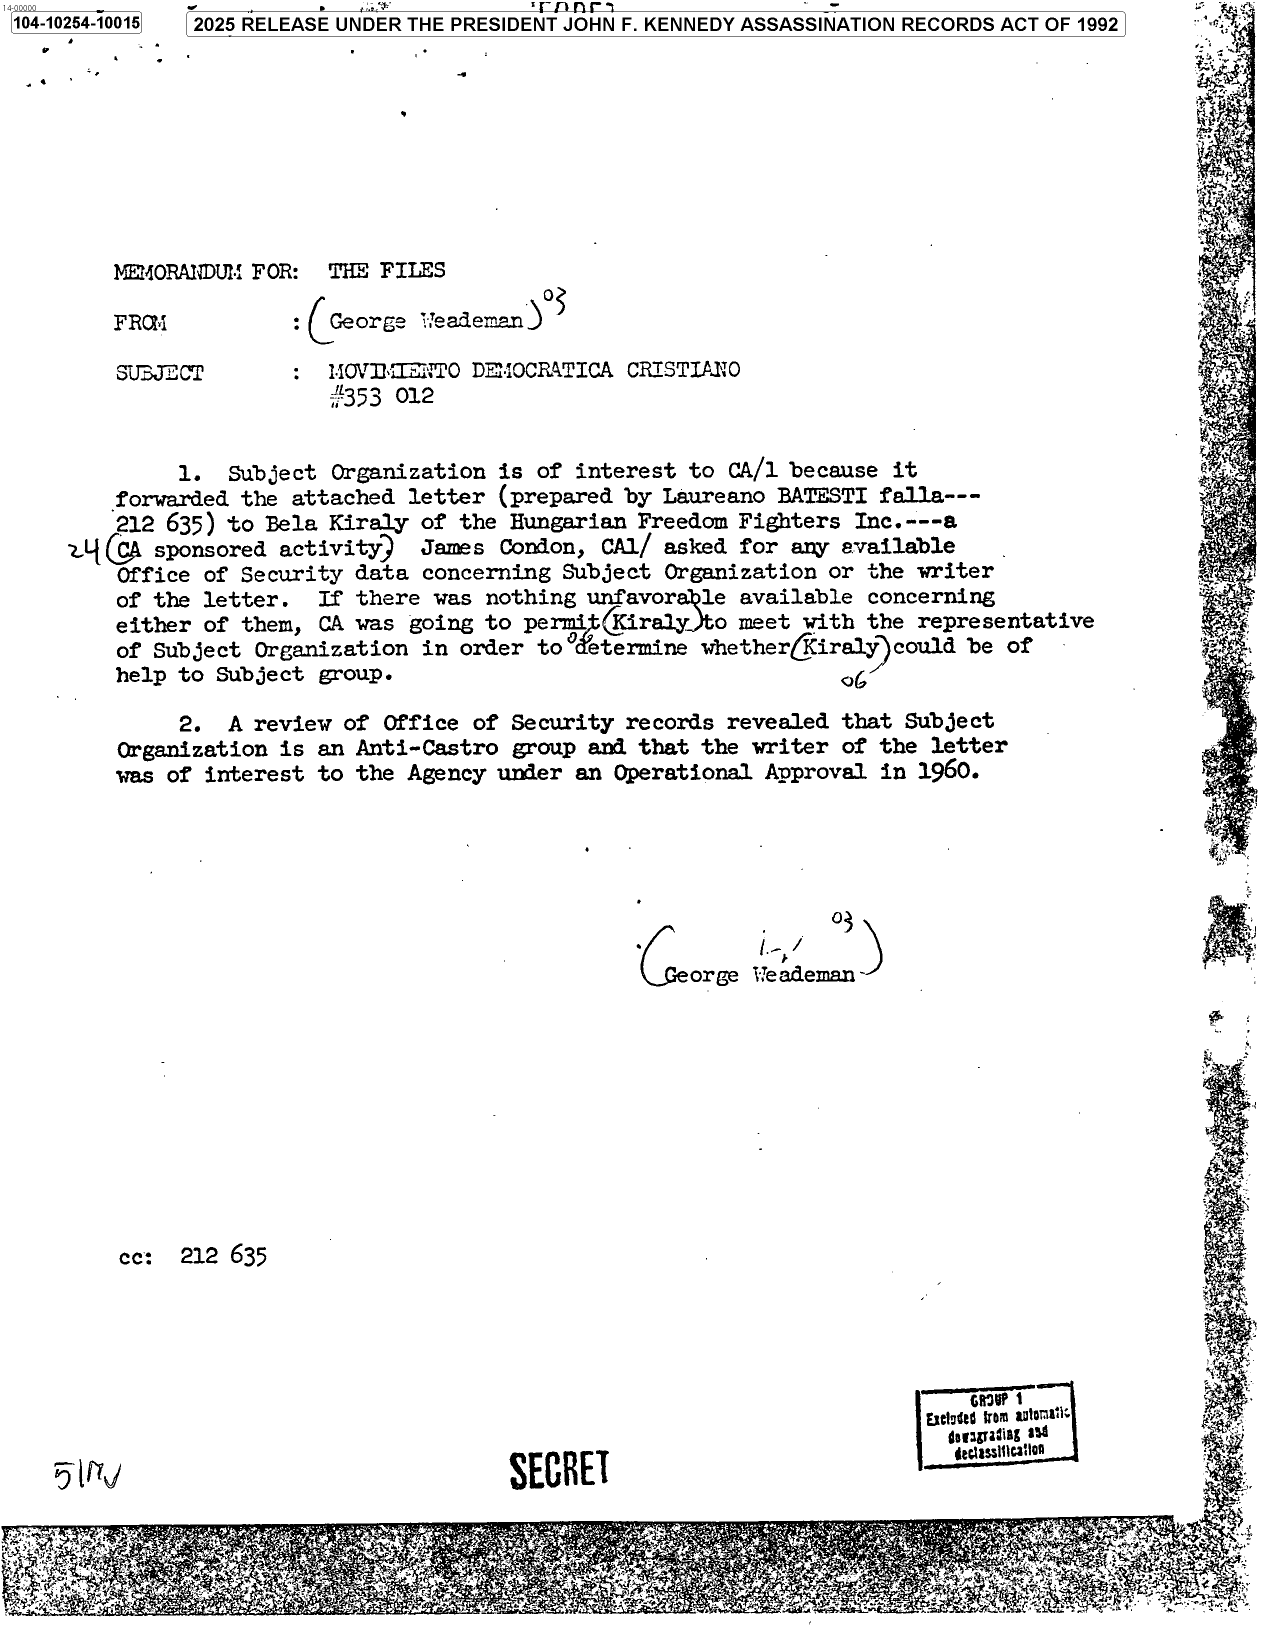 14-00000
104-10254-10015
2025 RELEASE UNDER THE PRESIDENT JOHN F. KENNEDY ASSASSINATION RECORDS ACT OF 1992
MEMORANDUM FOR: THE FILES
FROM : (George Weademan) 03
SUBJECT : MOVIMIENTO DEMOCRATICA CRISTIANO
#353 012
1. Subject Organization is of interest to CA/1 because it
forwarded the attached letter (prepared by Laureano BATESTI falla---
212 635) to Bela Kiraly of the Hungarian Freedom Fighters Inc.---a
24 (CA sponsored activity) James Condon, CA1/ asked for any available
Office of Security data concerning Subject Organization or the writer
of the letter. If there was nothing unfavorable available concerning
either of them, CA was going to permit (Kiraly) to meet with the representative
of Subject Organization in order to determine whether (Kiraly) could be of
help to Subject group.
06
2. A review of Office of Security records revealed that Subject
Organization is an Anti-Castro group and that the writer of the letter
was of interest to the Agency under an Operational Approval in 1960.
03
(George Weademan)
cc: 212 635
GROUP 1
Excluded from automatic
downgrading and
declassification
SECRET